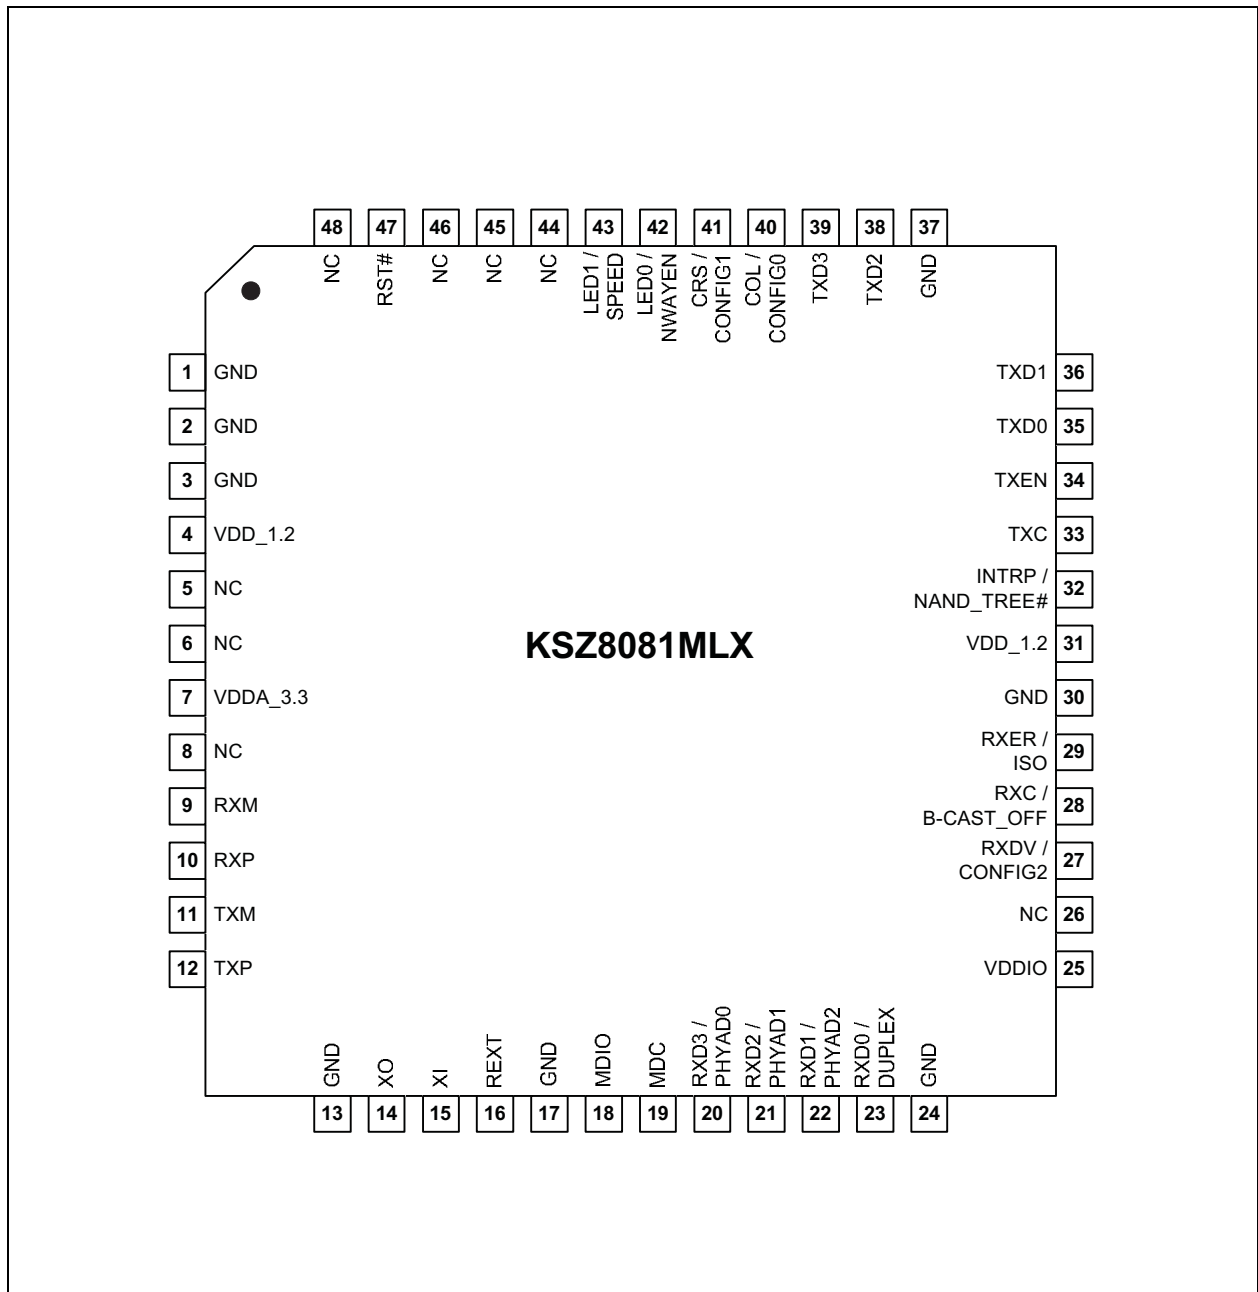 48 47 46 45 44 43 42 41 40 39 38 37
NC
RST#
NC
NC
NC
LED1 /
SPEED
LED0 /
NWAYEN
CRS /
CONFIG1
COL /
CONFIG0
TXD3
TXD2
GND
1 GND
2 GND
3 GND
4 VDD_1.2
5 NC
6 NC
7 VDDA_3.3
8 NC
9 RXM
10 RXP
11 TXM
12 TXP
KSZ8081MLX
TXD1 36
TXD0 35
TXEN 34
TXC 33
INTRP /
NAND_TREE# 32
VDD_1.2 31
GND 30
RXER /
ISO 29
RXC /
B-CAST_OFF 28
RXDV /
CONFIG2 27
NC 26
VDDIO 25
GND
XO
XI
REXT
GND
MDIO
MDC
RXD3 /
PHYAD0
RXD2 /
PHYAD1
RXD1 /
PHYAD2
RXD0 /
DUPLEX
GND
13 14 15 16 17 18 19 20 21 22 23 24